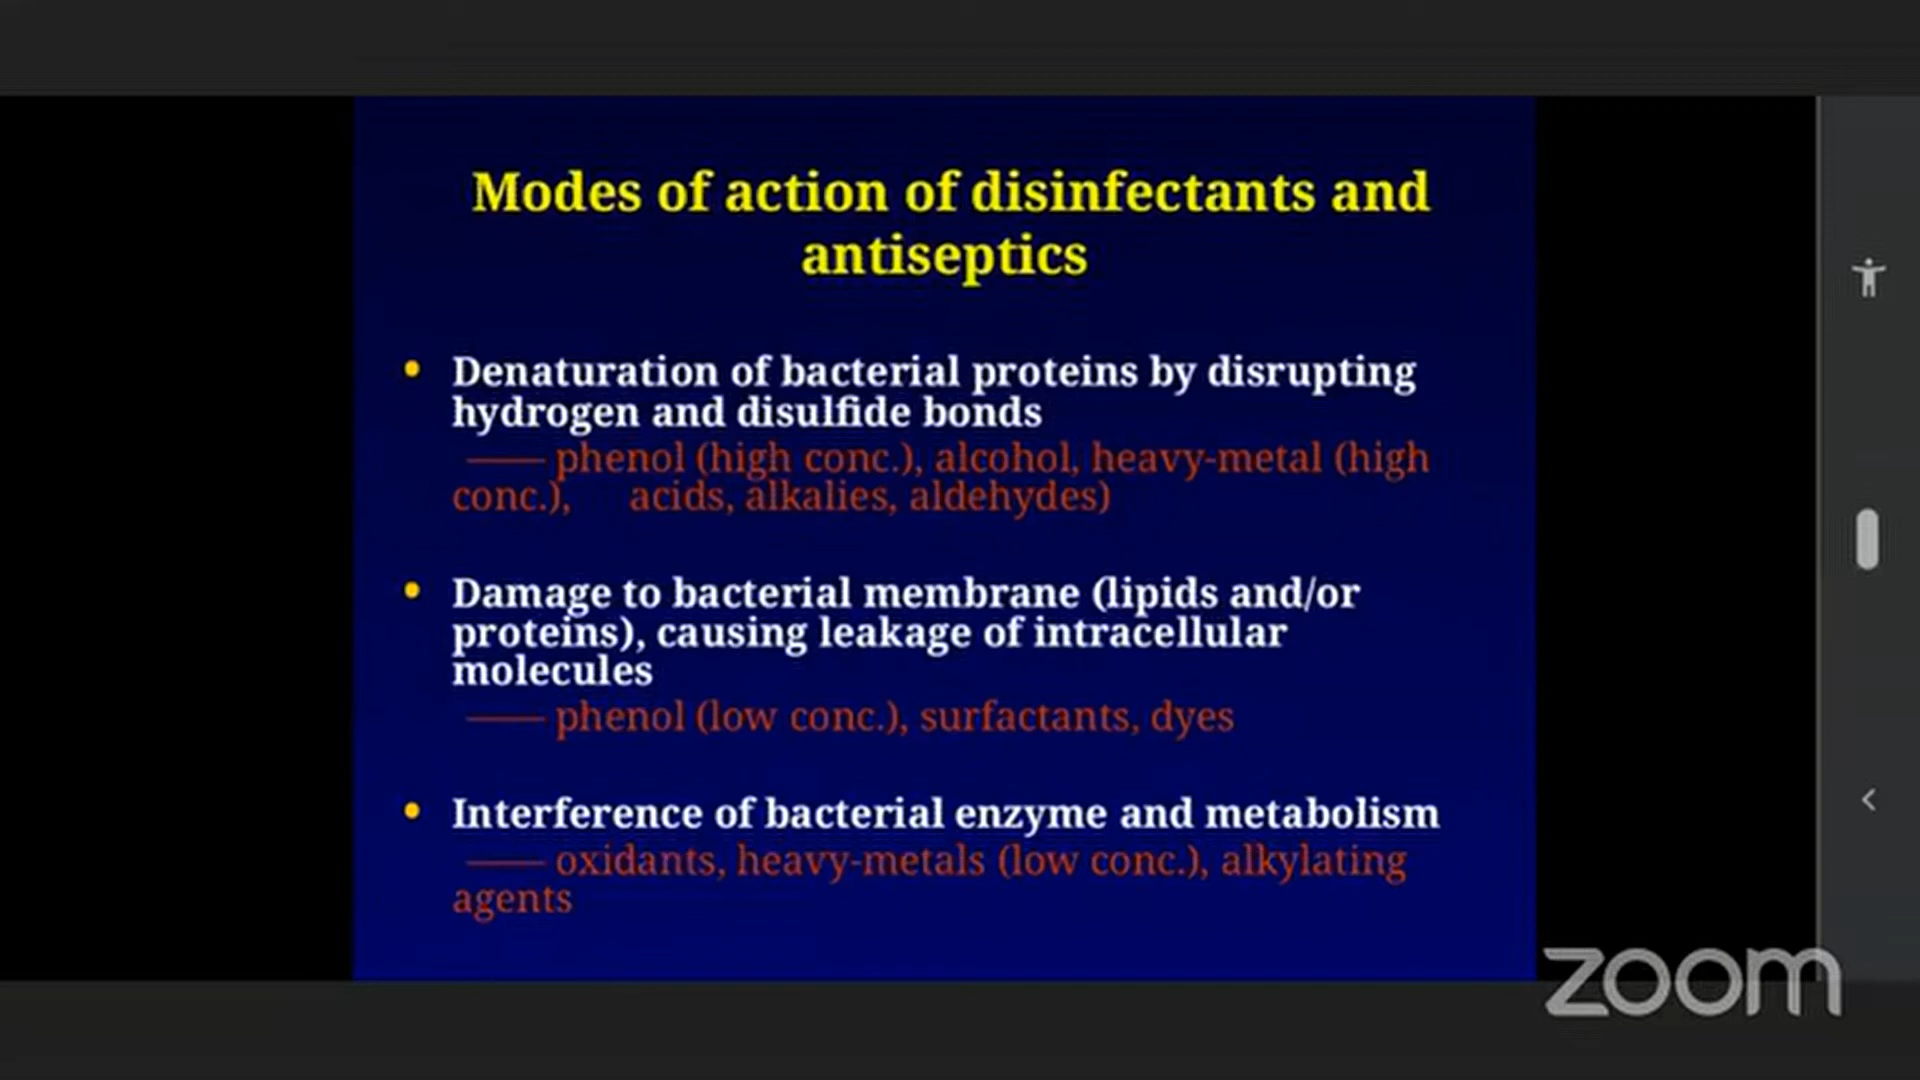 Modes of action of disinfectants and
antiseptics
• Denaturation of bacterial proteins by disrupting
hydrogen and disulfide bonds
—— phenol (high conc.), alcohol, heavy-metal (high
conc.), acids, alkalies, aldehydes)
• Damage to bacterial membrane (lipids and/or
proteins), causing leakage of intracellular
molecules
—— phenol (low conc.), surfactants, dyes
• Interference of bacterial enzyme and metabolism
—— oxidants, heavy-metals (low conc.), alkylating
agents
zoom